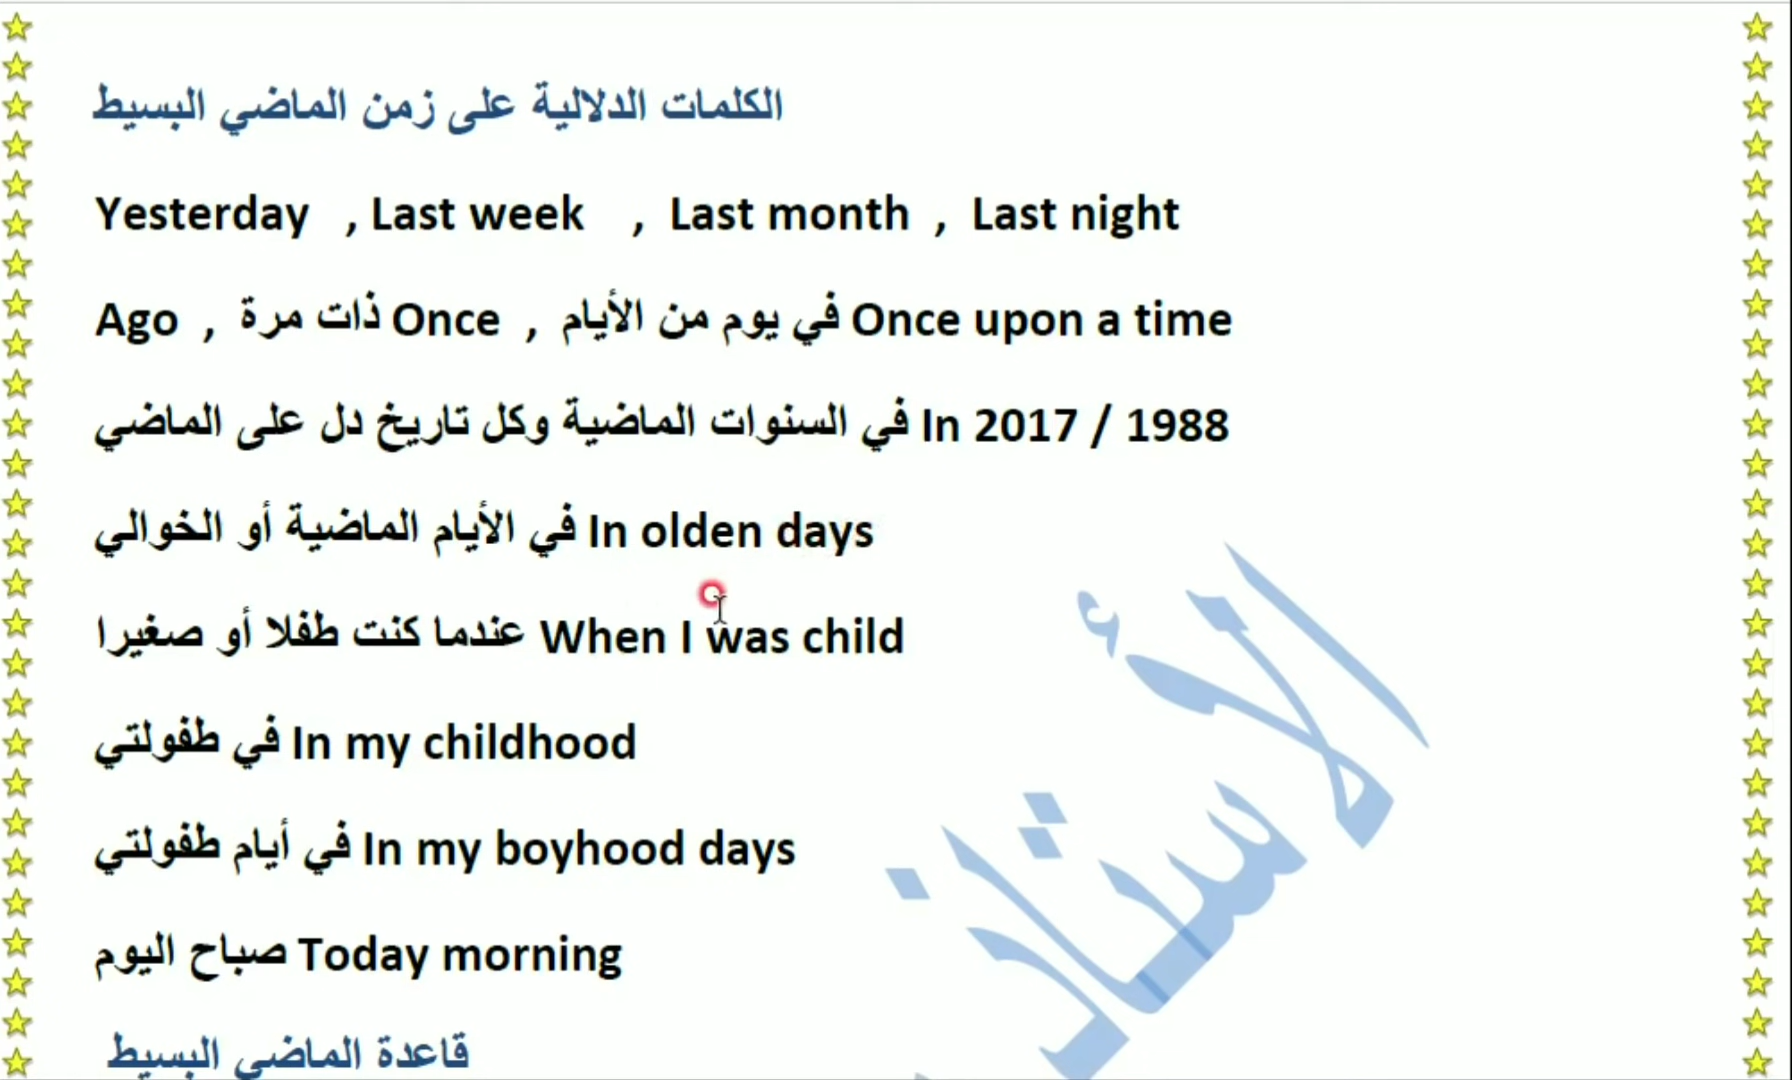 الكلمات الدلالية على زمن الماضي البسيط
Yesterday , Last week , Last month , Last night
Ago , ذات مرة Once , في يوم من الأيام Once upon a time
في السنوات الماضية وكل تاريخ دل على الماضي In 2017 / 1988
في الأيام الماضية أو الخوالي In olden days
عندما كنت طفلا أو صغيرا When I was child
في طفولتي In my childhood
في أيام طفولتي In my boyhood days
صباح اليوم Today morning
قاعدة الماضي البسيط
الأستاذ